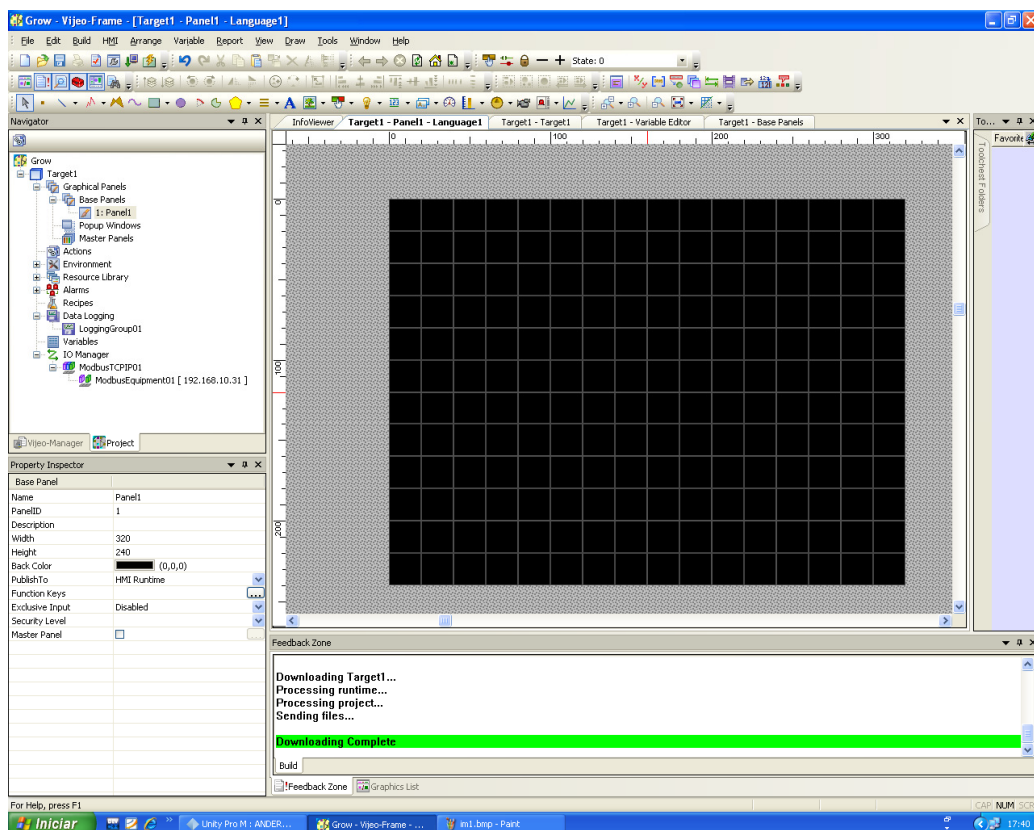 Grow - Vijeo-Frame - [Target1 - Panel1 - Language1]
File Edit Build HMI Arrange Variable Report View Draw Tools Window Help
State: 0
Navigator
InfoViewer Target1 - Panel1 - Language1 Target1 - Target1 Target1 - Variable Editor Target1 - Base Panels
To...
Favorite
Toolchest Folders
0 100 200 300
0
100
200
Grow
Target1
Graphical Panels
Base Panels
1: Panel1
Popup Windows
Master Panels
Actions
Environment
Resource Library
Alarms
Recipes
Data Logging
LoggingGroup01
Variables
IO Manager
ModbusTCPIP01
ModbusEquipment01 [ 192.168.10.31 ]
Vijeo-Manager Project
Property Inspector
Base Panel
Name Panel1
PanelID 1
Description
Width 320
Height 240
Back Color (0,0,0)
PublishTo HMI Runtime
Function Keys ...
Exclusive Input Disabled
Security Level
Master Panel
Feedback Zone
Downloading Target1...
Processing runtime...
Processing project...
Sending files...
Downloading Complete
Build
Feedback Zone Graphics List
For Help, press F1
CAP NUM SCR
Iniciar
Unity Pro M : ANDER...
Grow - Vijeo-Frame - ...
im1.bmp - Paint
17:40